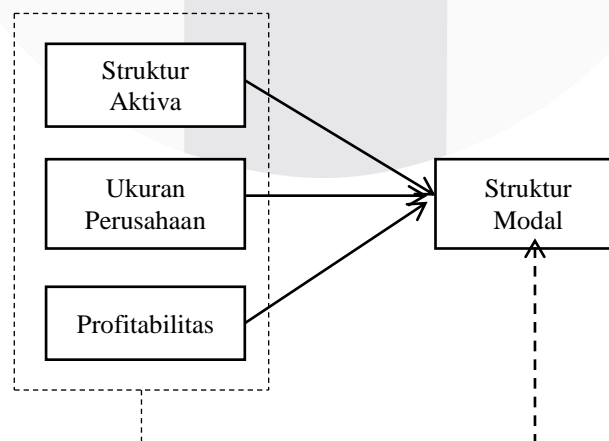 Struktur
Aktiva
Ukuran
Perusahaan
Profitabilitas
Struktur
Modal